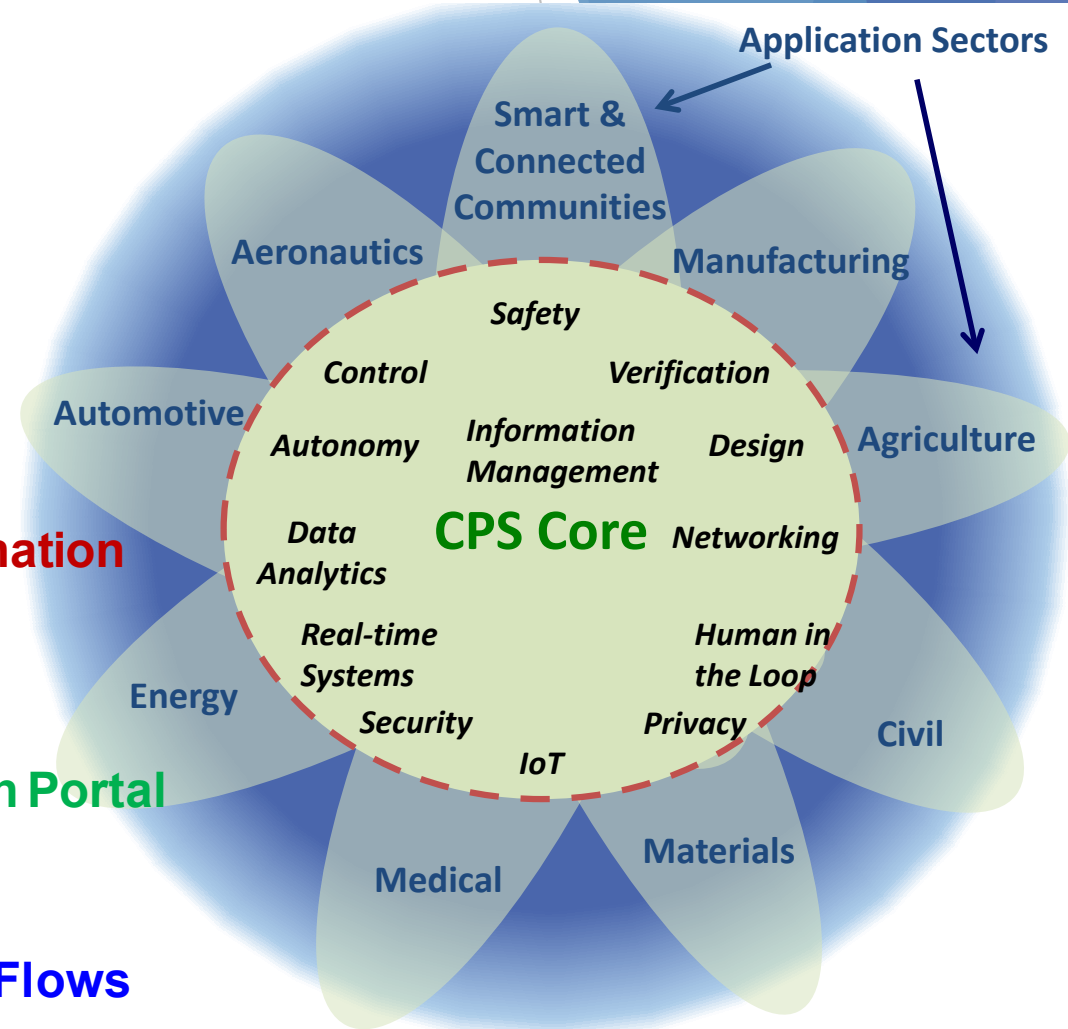 Application Sectors
Smart &
Connected
Communities
Aeronautics
Manufacturing
Safety
Control
Verification
Automotive
Autonomy
Information
Management
Design
Agriculture
CPS Core
Data
Analytics
Networking
nation
Real-time
Systems
Human in
the Loop
Energy
Security
Privacy
Civil
IoT
n Portal
Medical
Materials
Flows